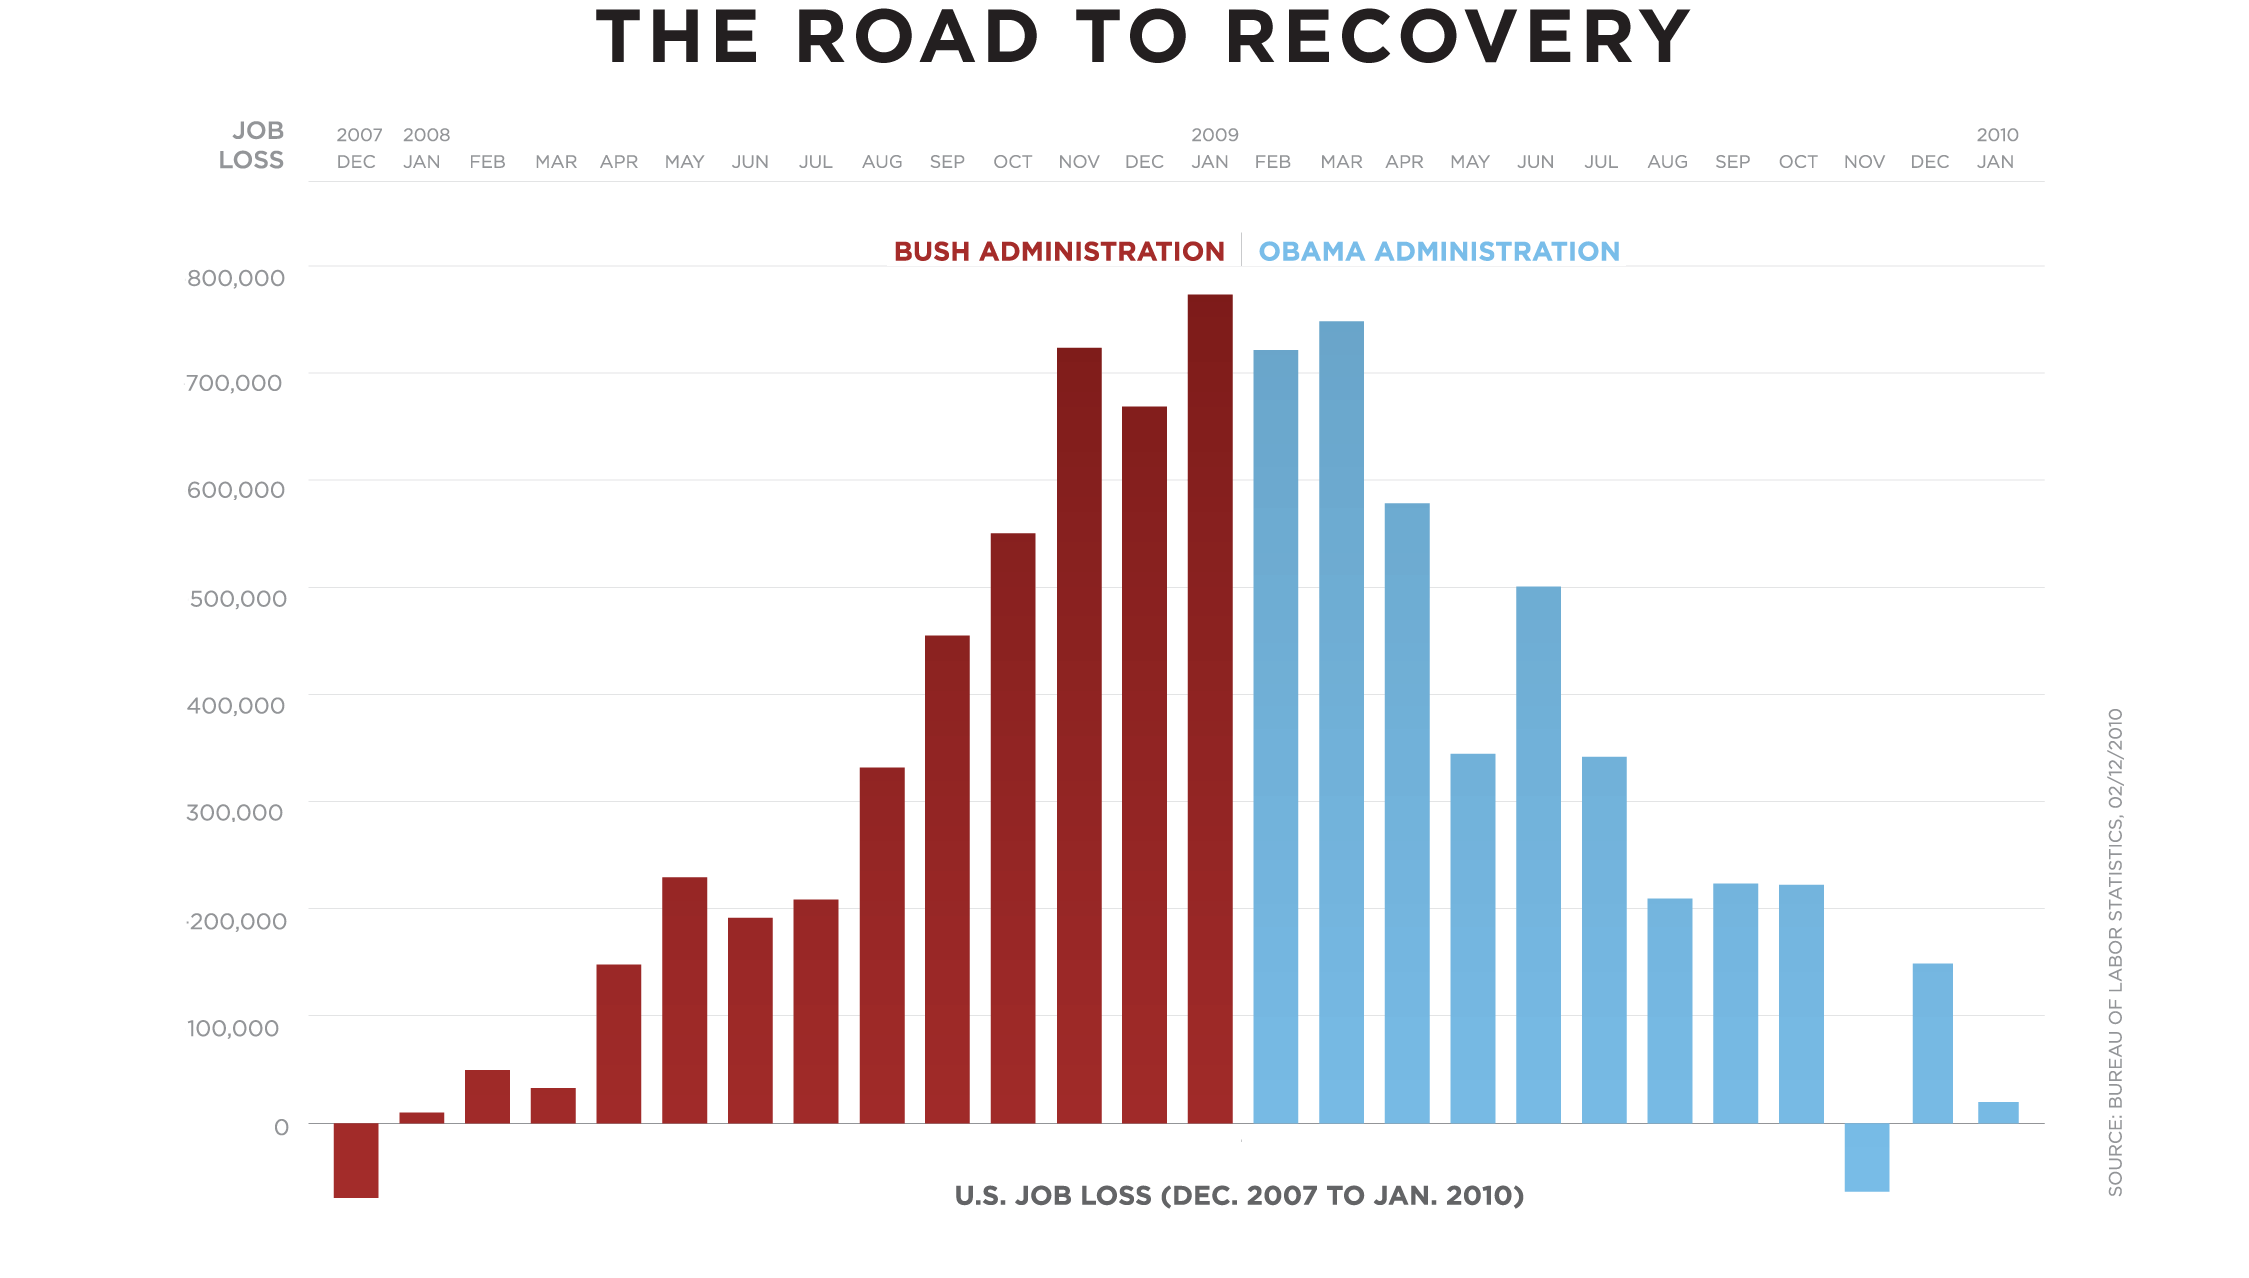 THE ROAD TO RECOVERY
JOB
LOSS
2007 2008 2009 2010
DEC JAN FEB MAR APR MAY JUN JUL AUG SEP OCT NOV DEC JAN FEB MAR APR MAY JUN JUL AUG SEP OCT NOV DEC JAN
BUSH ADMINISTRATION OBAMA ADMINISTRATION
800,000
700,000
600,000
500,000
400,000
300,000
200,000
100,000
0
U.S. JOB LOSS (DEC. 2007 TO JAN. 2010)
SOURCE: BUREAU OF LABOR STATISTICS, 02/12/2010